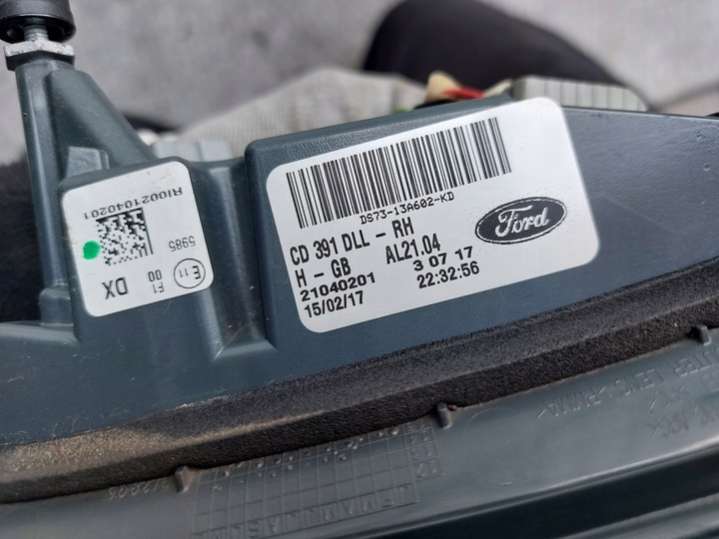 DS73-13A602-KD
CD 391 DLL - RH
H - GB AL21.04
21040201 3 07 17
15/02/17 22:32:56
Ford
AI0021040201
5985
E 11
00
F1
DX